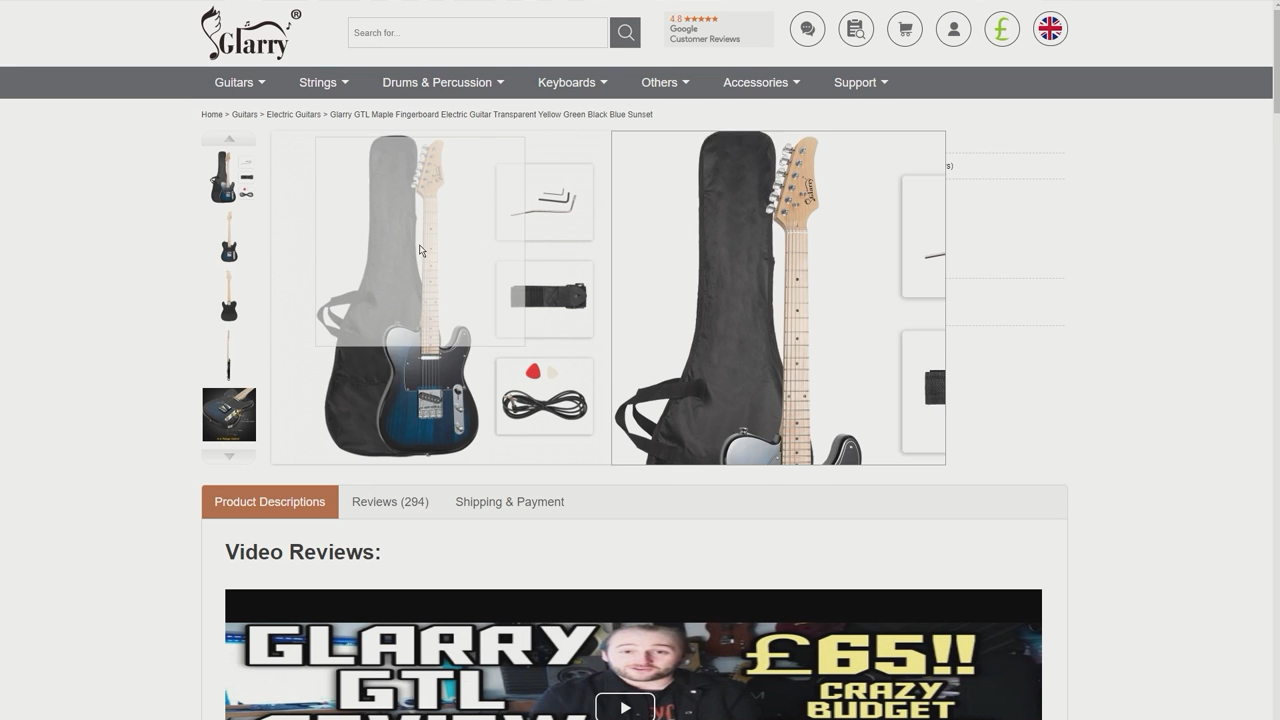 Glarry®
Search for...
4.8 ★★★★★
Google
Customer Reviews
£
Guitars
Strings
Drums & Percussion
Keyboards
Others
Accessories
Support
Home > Guitars > Electric Guitars > Glarry GTL Maple Fingerboard Electric Guitar Transparent Yellow Green Black Blue Sunset
s)
Glarry
Product Descriptions
Reviews (294)
Shipping & Payment
Video Reviews:
GLARRY
GTL
REVIEW
£65!!
CRAZY
BUDGET